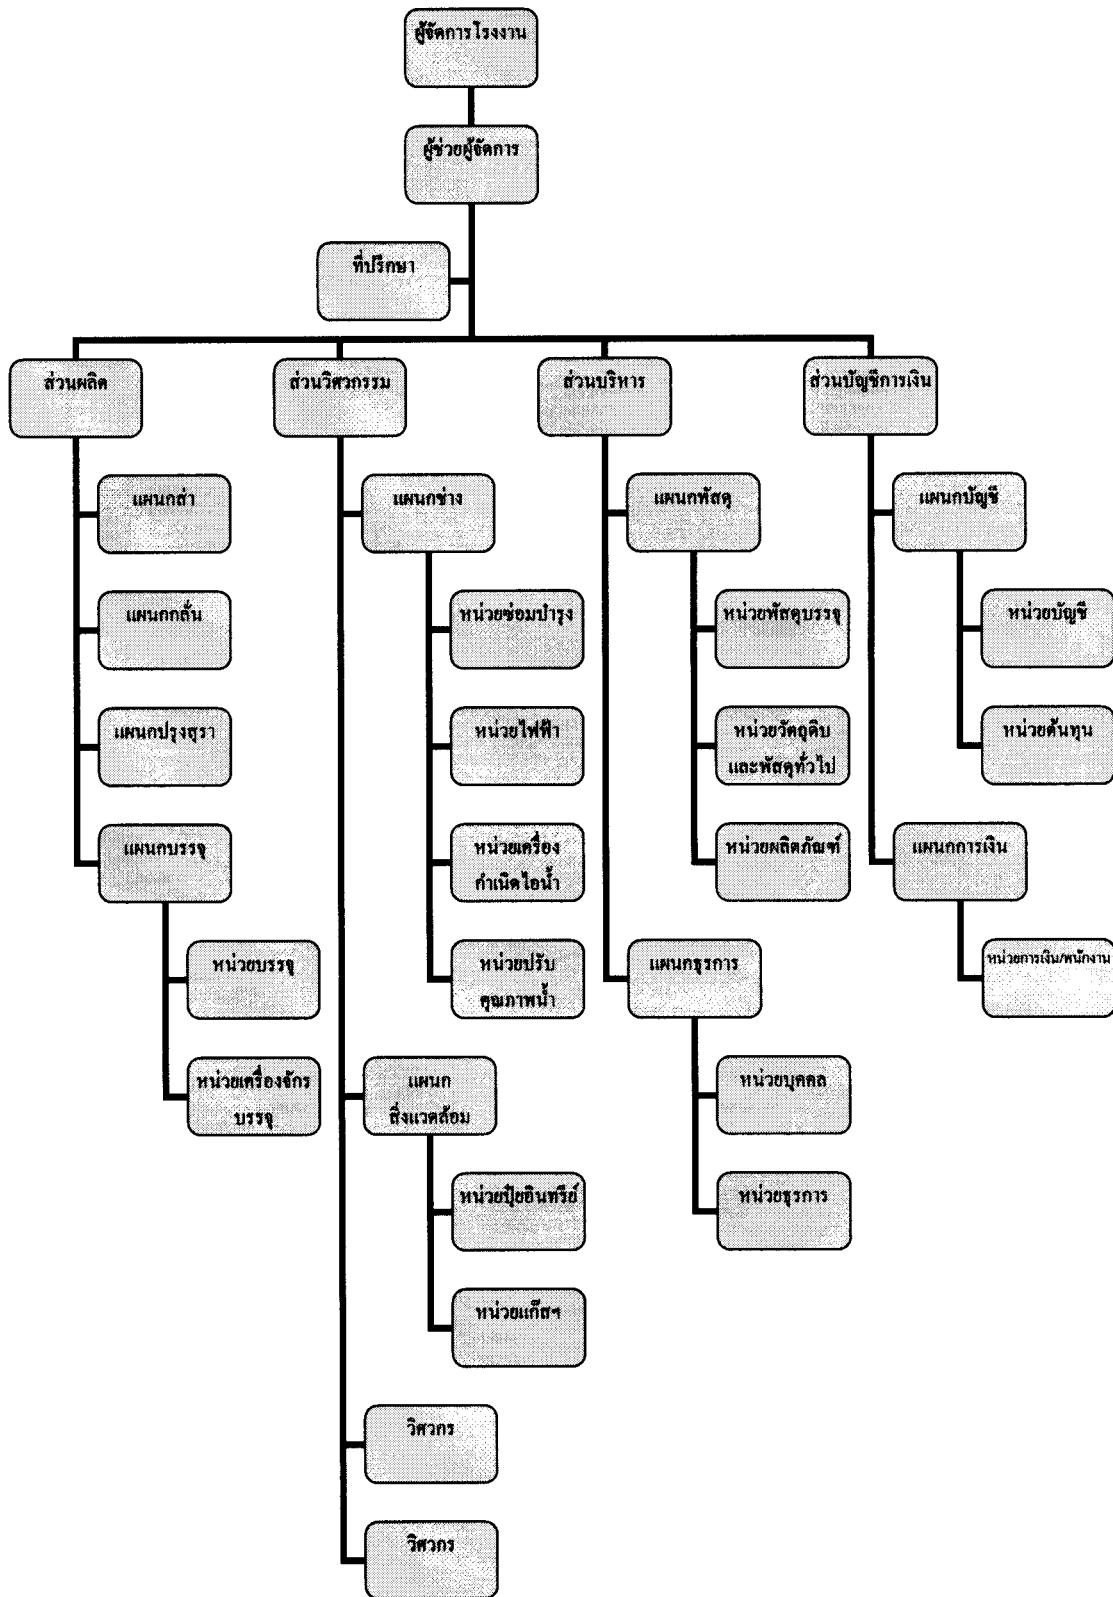 ผู้จัดการโรงงาน
ผู้ช่วยผู้จัดการ
ที่ปรึกษา
ส่วนผลิต
ส่วนวิศวกรรม
ส่วนบริหาร
ส่วนบัญชีการเงิน
แผนกส่า
แผนกช่าง
แผนกพัสดุ
แผนกบัญชี
แผนกกลั่น
หน่วยซ่อมบำรุง
หน่วยพัสดุบรรจุ
หน่วยบัญชี
แผนกปรุงสุรา
หน่วยไฟฟ้า
หน่วยวัตถุดิบ
และพัสดุทั่วไป
หน่วยต้นทุน
แผนกบรรจุ
หน่วยเครื่อง
กำเนิดไอน้ำ
หน่วยผลิตภัณฑ์
แผนกการเงิน
หน่วยบรรจุ
หน่วยปรับ
คุณภาพน้ำ
แผนกธุรการ
หน่วยการเงิน/พนักงาน
หน่วยเครื่องจักร
บรรจุ
แผนก
สิ่งแวดล้อม
หน่วยบุคคล
หน่วยปุ๋ยอินทรีย์
หน่วยธุรการ
หน่วยแก๊สฯ
วิศวกร
วิศวกร